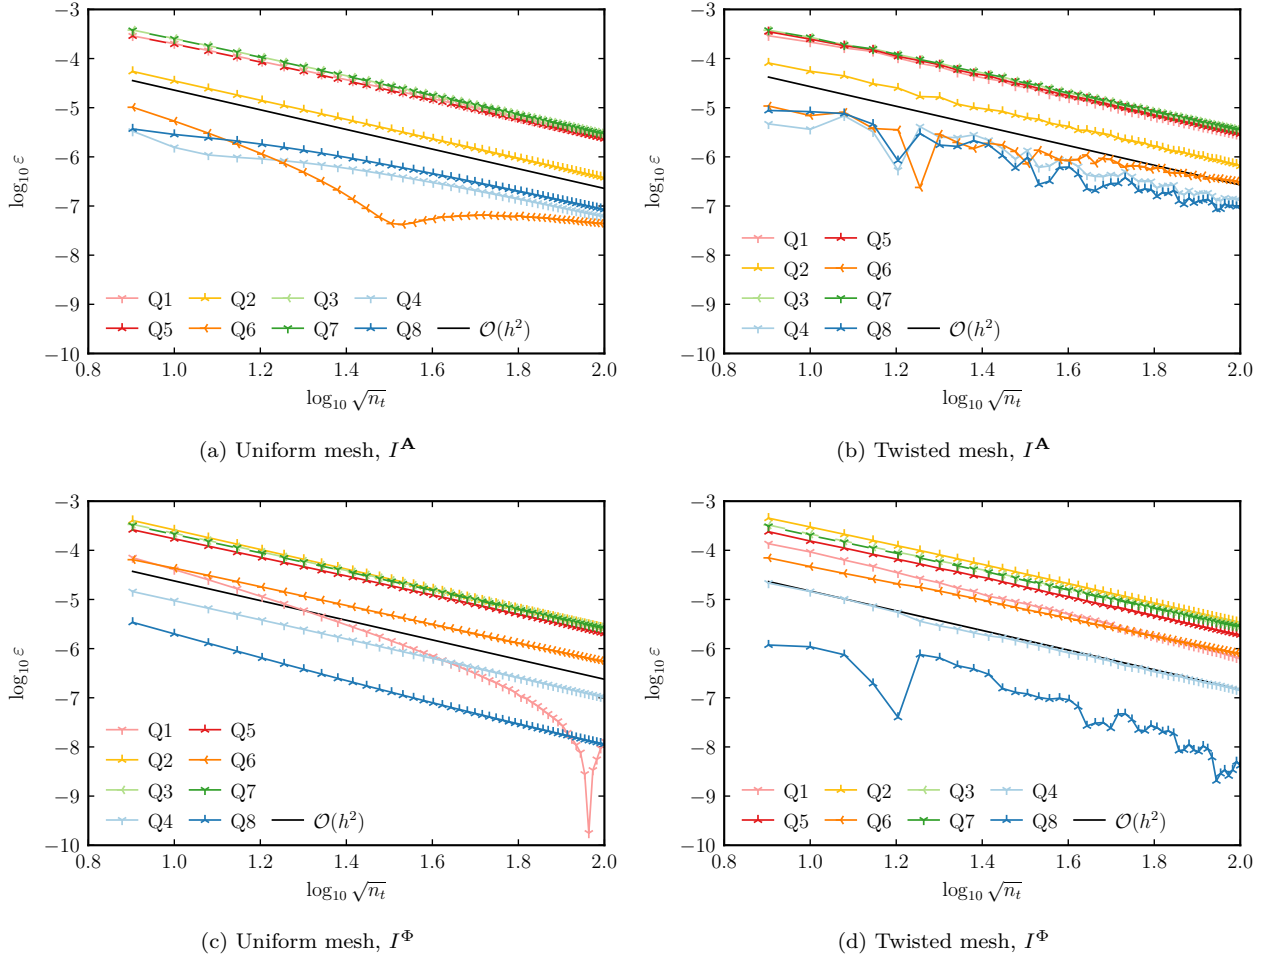 −3
−4
−5
−6
−7
−8
−9
−10
log₁₀ ε
Q1 Q2 Q3 Q4
Q5 Q6 Q7 Q8 𝒪(h²)
0.8 1.0 1.2 1.4 1.6 1.8 2.0
log₁₀ √nₜ
(a) Uniform mesh, I^𝐀
−3
−4
−5
−6
−7
−8
−9
−10
log₁₀ ε
Q1 Q5
Q2 Q6
Q3 Q7
Q4 Q8 𝒪(h²)
0.8 1.0 1.2 1.4 1.6 1.8 2.0
log₁₀ √nₜ
(b) Twisted mesh, I^𝐀
−3
−4
−5
−6
−7
−8
−9
−10
log₁₀ ε
Q1 Q5
Q2 Q6
Q3 Q7
Q4 Q8 𝒪(h²)
0.8 1.0 1.2 1.4 1.6 1.8 2.0
log₁₀ √nₜ
(c) Uniform mesh, I^Φ
−3
−4
−5
−6
−7
−8
−9
−10
log₁₀ ε
Q1 Q2 Q3 Q4
Q5 Q6 Q7 Q8 𝒪(h²)
0.8 1.0 1.2 1.4 1.6 1.8 2.0
log₁₀ √nₜ
(d) Twisted mesh, I^Φ